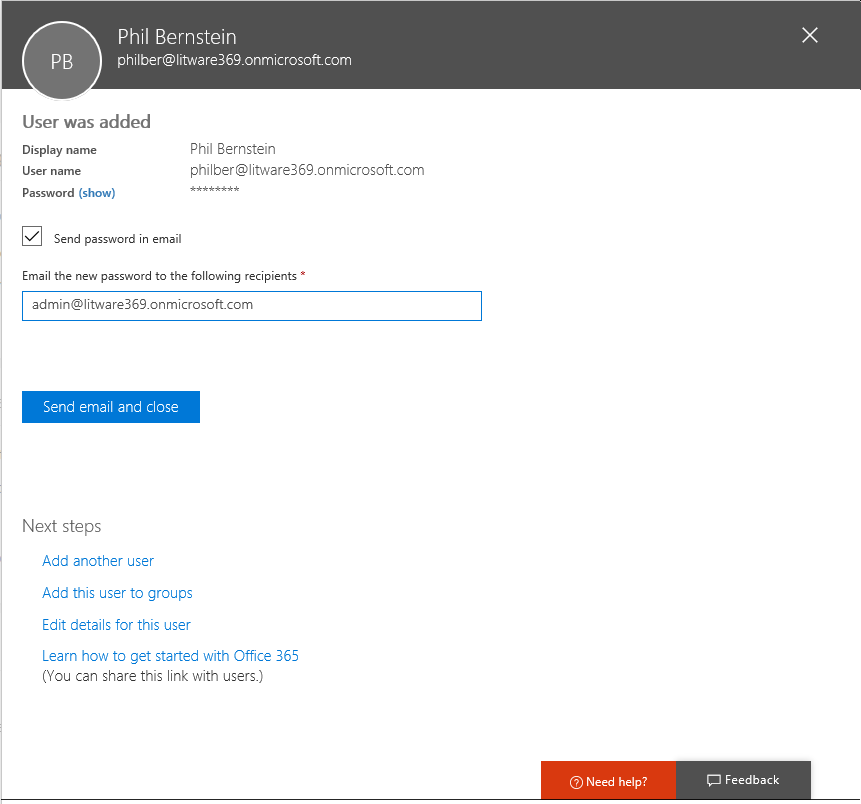 PB
Phil Bernstein
philber@litware369.onmicrosoft.com
User was added
Display name Phil Bernstein
User name philber@litware369.onmicrosoft.com
Password (show) ********
Send password in email
Email the new password to the following recipients *
admin@litware369.onmicrosoft.com
Send email and close
Next steps
Add another user
Add this user to groups
Edit details for this user
Learn how to get started with Office 365
(You can share this link with users.)
? Need help? Feedback